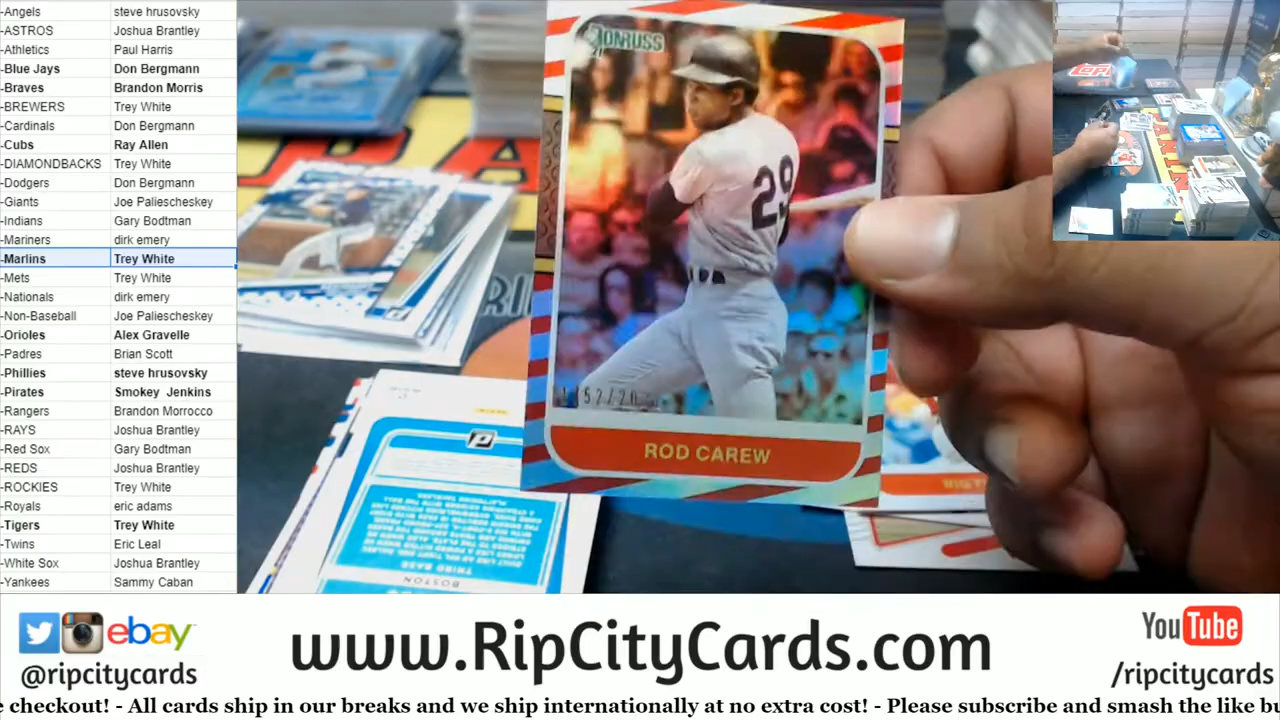 -Angels steve hrusovsky
-ASTROS Joshua Brantley
-Athletics Paul Harris
-Blue Jays Don Bergmann
-Braves Brandon Morris
-BREWERS Trey White
-Cardinals Don Bergmann
-Cubs Ray Allen
-DIAMONDBACKS Trey White
-Dodgers Don Bergmann
-Giants Joe Paliescheskey
-Indians Gary Bodtman
-Mariners dirk emery
-Marlins Trey White
-Mets Trey White
-Nationals dirk emery
-Non-Baseball Joe Paliescheskey
-Orioles Alex Gravelle
-Padres Brian Scott
-Phillies steve hrusovsky
-Pirates Smokey Jenkins
-Rangers Brandon Morrocco
-RAYS Joshua Brantley
-Red Sox Gary Bodtman
-REDS Joshua Brantley
-ROCKIES Trey White
-Royals eric adams
-Tigers Trey White
-Twins Eric Leal
-White Sox Joshua Brantley
-Yankees Sammy Caban
DONRUSS
29
ROD CAREW
THIRD BASE
BOSTON
ebay
@ripcitycards
www.RipCityCards.com
YouTube
/ripcitycards
checkout! - All cards ship in our breaks and we ship internationally at no extra cost! - Please subscribe and smash the like